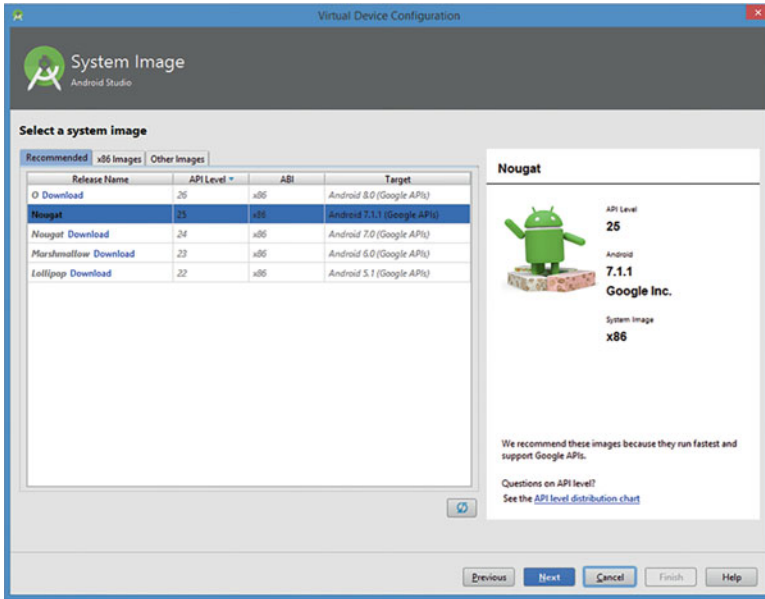 Virtual Device Configuration
System Image
Android Studio
Select a system image
Recommended x86 Images Other Images
Release Name API Level ABI Target
O Download 26 x86 Android 8.0 (Google APIs)
Nougat 25 x86 Android 7.1.1 (Google APIs)
Nougat Download 24 x86 Android 7.0 (Google APIs)
Marshmallow Download 23 x86 Android 6.0 (Google APIs)
Lollipop Download 22 x86 Android 5.1 (Google APIs)
Nougat
API Level
25
Android
7.1.1
Google Inc.
System Image
x86
We recommend these images because they run fastest and
support Google APIs.
Questions on API level?
See the API level distribution chart
Previous Next Cancel Finish Help